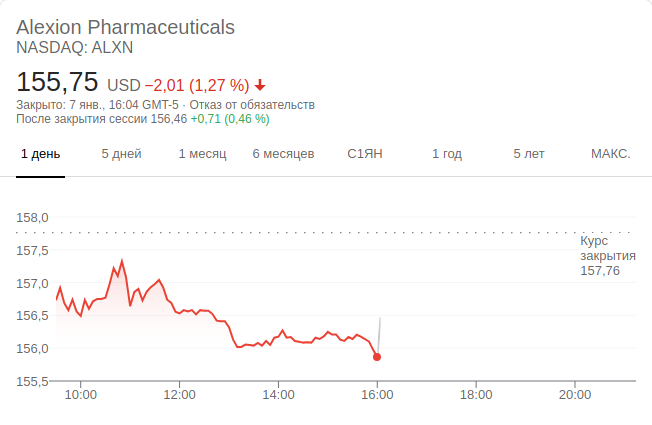 Alexion Pharmaceuticals
NASDAQ: ALXN
155,75 USD −2,01 (1,27 %)
Закрыто: 7 янв., 16:04 GMT-5 · Отказ от обязательств
После закрытия сессии 156,46 +0,71 (0,46 %)
1 день 5 дней 1 месяц 6 месяцев С1ЯН 1 год 5 лет МАКС.
158,0
157,5
157,0
156,5
156,0
155,5
Курс
закрытия
157,76
10:00 12:00 14:00 16:00 18:00 20:00